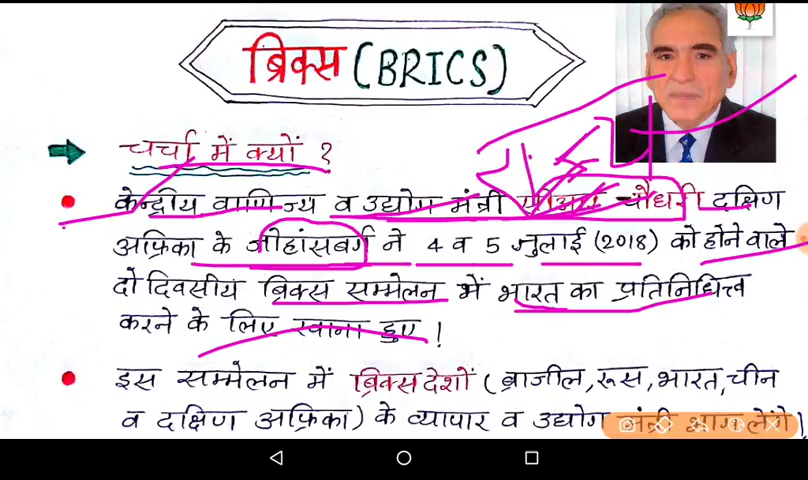 ब्रिक्स (BRICS)
चर्चा में क्यों ?
केन्द्रीय वाणिज्य व उद्योग मंत्री चौधरी दक्षिण
अफ्रिका के जोहांसबर्ग ने 4 व 5 जुलाई (2018) को होने वाले
दो दिवसीय ब्रिक्स सम्मेलन में भारत का प्रतिनिधित्व
करने के लिए रवाना हुए !
इस सम्मेलन में ब्रिक्स देशों (ब्राजील, रूस, भारत, चीन
व दक्षिण अफ्रिका) के व्यापार व उद्योग मंत्री भाग लेंगे !